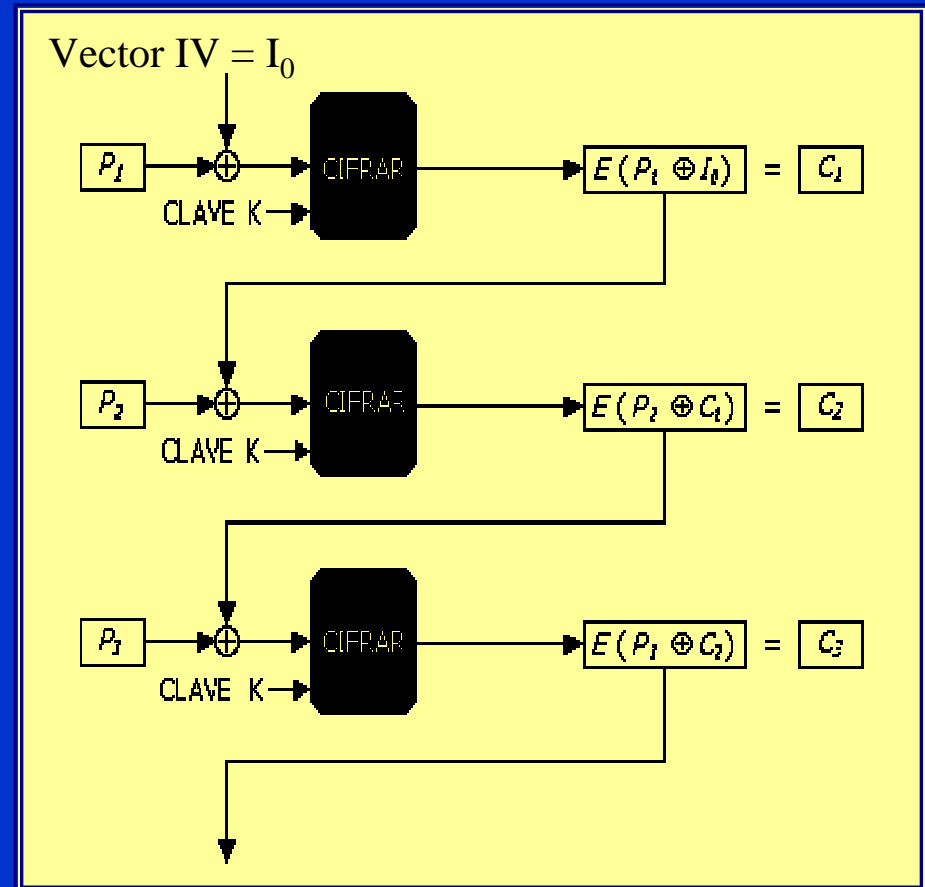 Vector IV = I₀
P₁ ⊕ CIFRAR E(P₁ ⊕ I₀) = C₁
CLAVE K
P₂ ⊕ CIFRAR E(P₂ ⊕ C₁) = C₂
CLAVE K
P₃ ⊕ CIFRAR E(P₃ ⊕ C₂) = C₃
CLAVE K